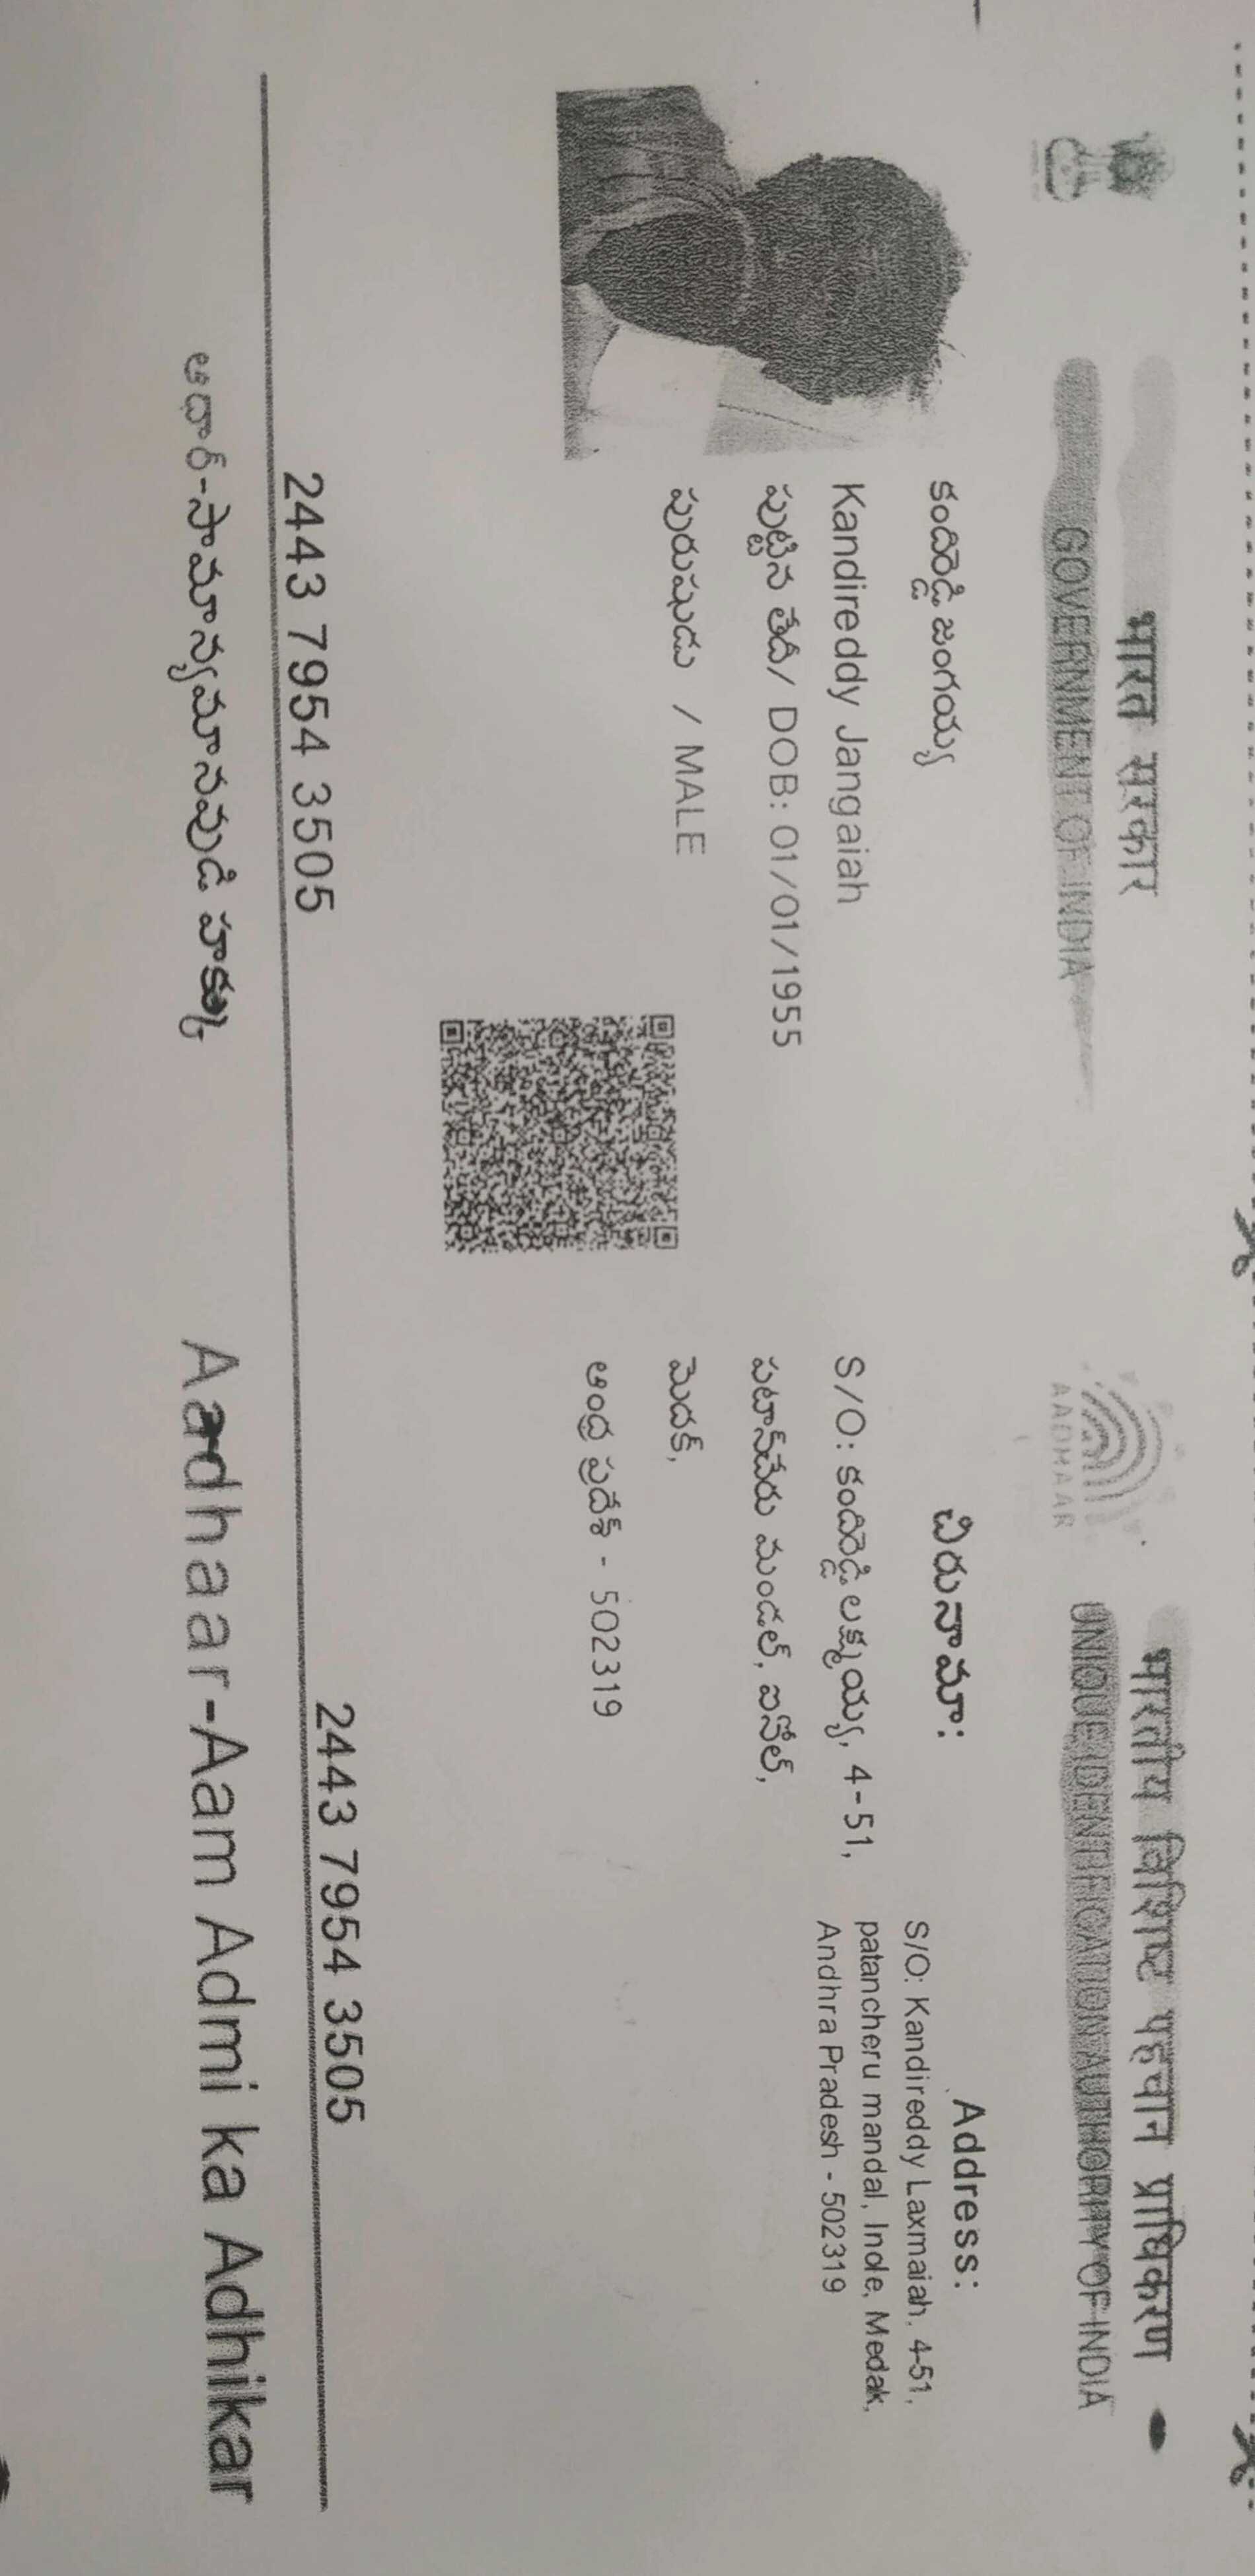 भारत सरकार
GOVERNMENT OF INDIA
కందిరెడ్డి జంగయ్య
Kandireddy Jangaiah
పుట్టిన తేదీ/ DOB: 01/01/1955
పురుషుడు / MALE
2443 7954 3505
ఆధార్-సామాన్యమానవుడి హక్కు
AADHAAR
भारतीय विशिष्ट पहचान प्राधिकरण
UNIQUE IDENTIFICATION AUTHORITY OF INDIA
చిరునామా:
S/O: కందిరెడ్డి లక్ష్మయ్య, 4-51,
పటాన్‌చేరు మండల్, ఐనోల్,
మెదక్,
ఆంధ్ర ప్రదేశ్ - 502319
Address:
S/O: Kandireddy Laxmaiah, 4-51,
patancheru mandal, Inole, Medak,
Andhra Pradesh - 502319
2443 7954 3505
Aadhaar-Aam Admi ka Adhikar